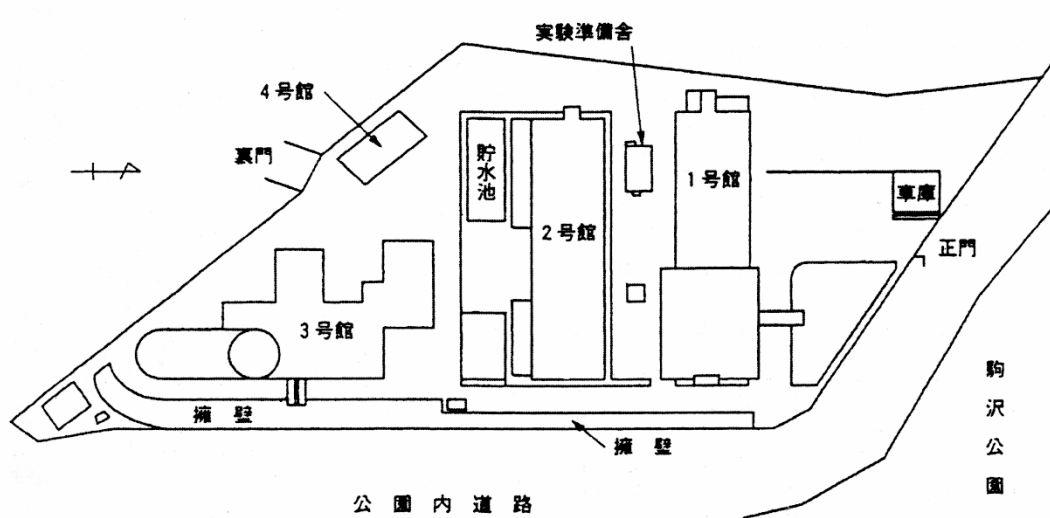 実験準備舎
4号館
裏門
貯水池
1号館
車庫
2号館
正門
3号館
駒沢公園
擁壁
擁壁
公園内道路